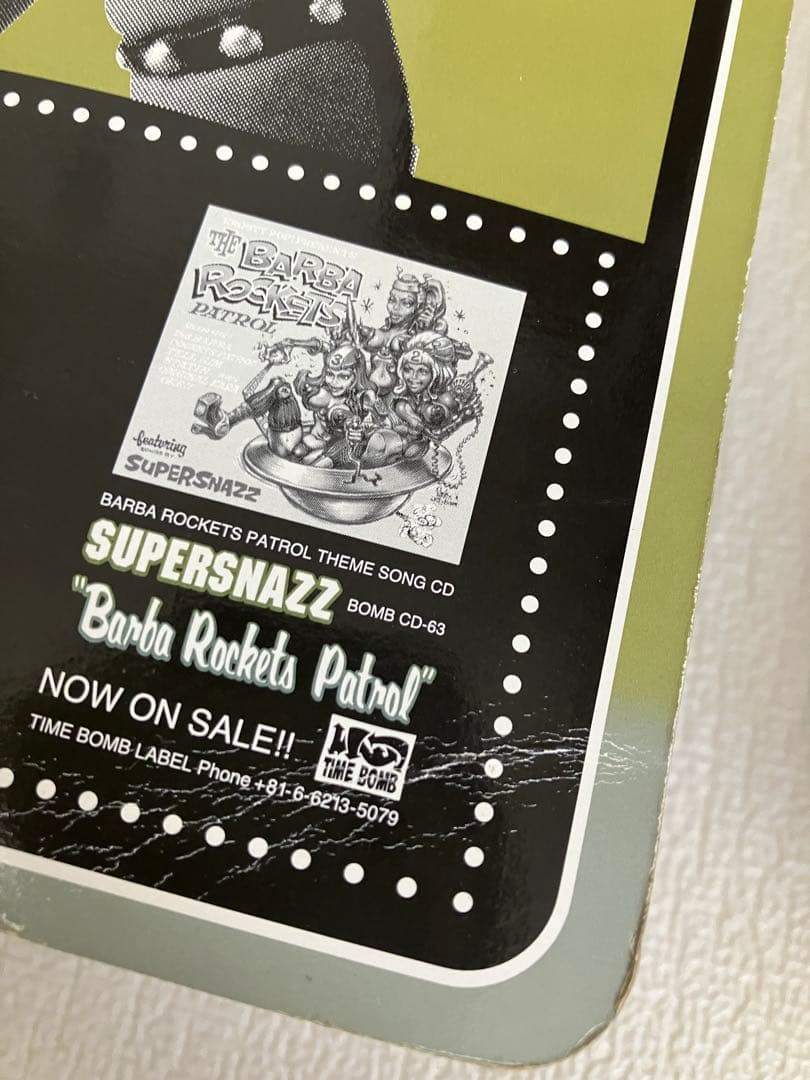 THE BARBA
ROCKETS
PATROL
featuring
SUPERSNAZZ
BARBA ROCKETS PATROL THEME SONG CD
SUPERSNAZZ BOMB CD-63
"Barba Rockets Patrol"
NOW ON SALE!!
TIME BOMB
TIME BOMB LABEL Phone +81-6-6213-5079